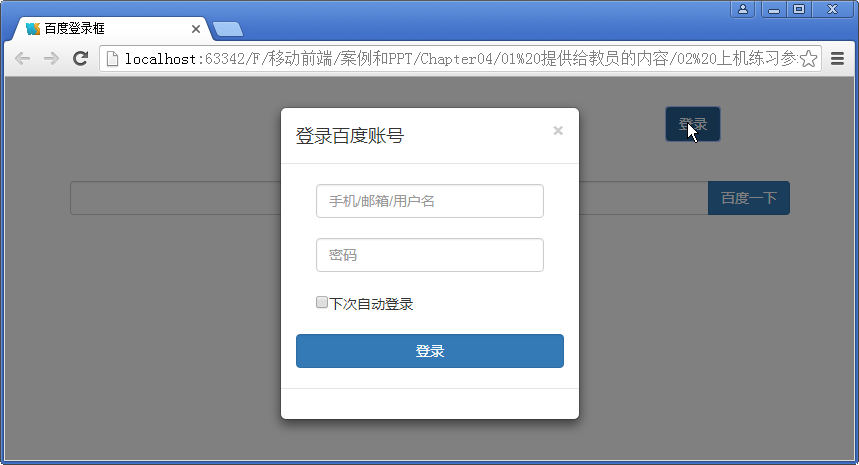 百度登录框
localhost:63342/F/移动前端/案例和PPT/Chapter04/01%20提供给教员的内容/02%20上机练习参
登录百度账号 ×
登录
手机/邮箱/用户名
百度一下
密码
下次自动登录
登录